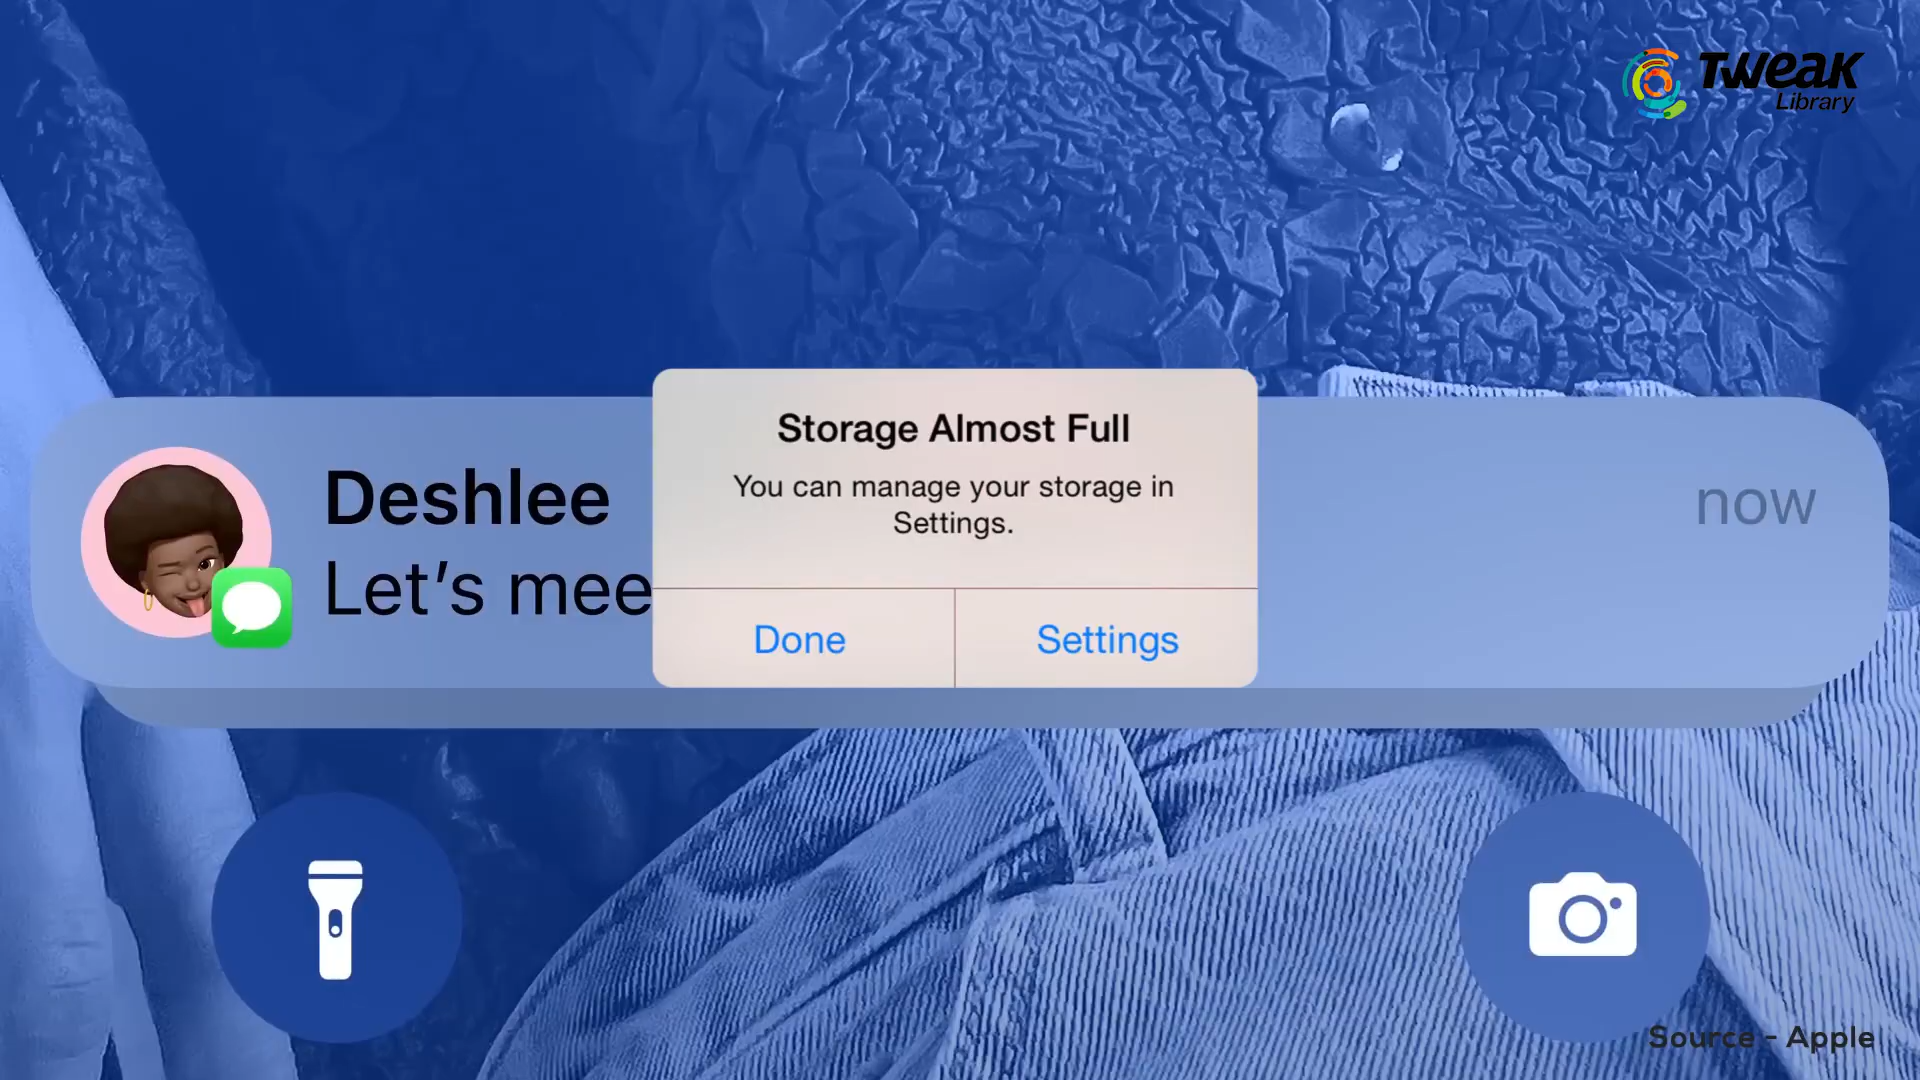 Tweak
Library
Storage Almost Full
You can manage your storage in
Settings.
Deshlee
now
Let’s mee
Done
Settings
Source - Apple